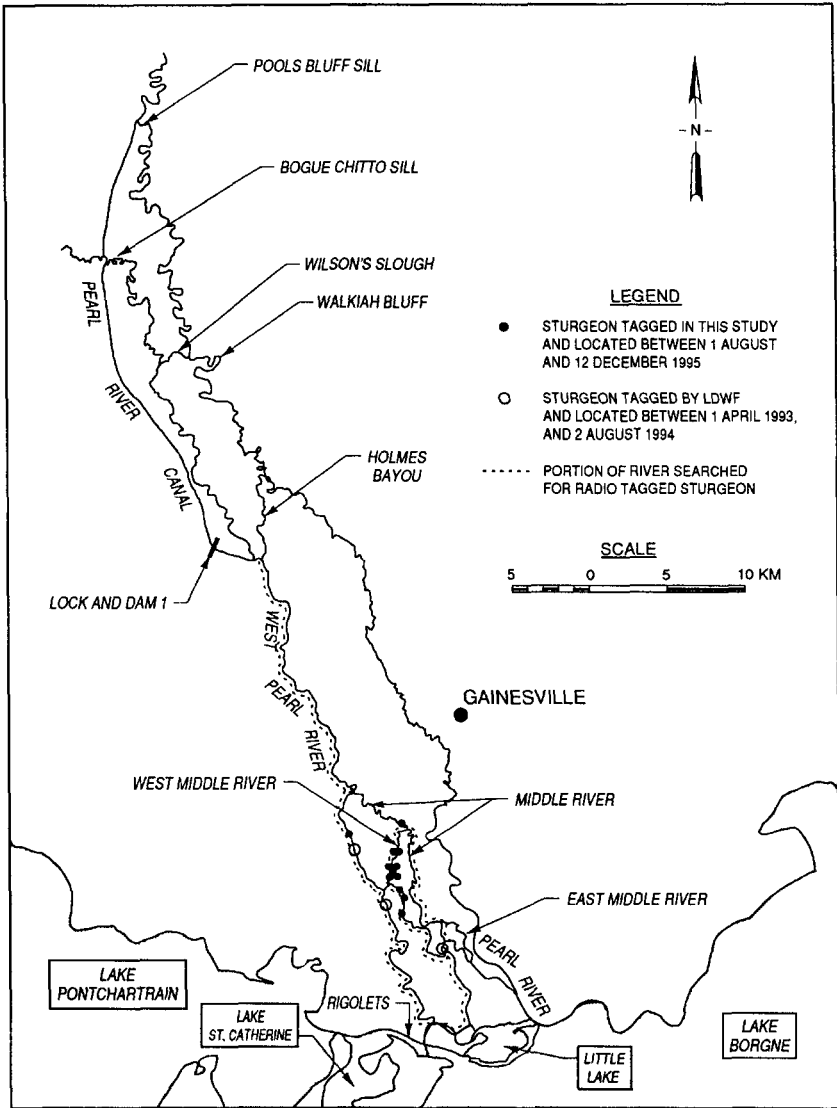 POOLS BLUFF SILL
- N -
BOGUE CHITTO SILL
WILSON'S SLOUGH
WALKIAH BLUFF
PEARL
RIVER
CANAL
LEGEND
STURGEON TAGGED IN THIS STUDY
AND LOCATED BETWEEN 1 AUGUST
AND 12 DECEMBER 1995
STURGEON TAGGED BY LDWF
AND LOCATED BETWEEN 1 APRIL 1993,
AND 2 AUGUST 1994
PORTION OF RIVER SEARCHED
FOR RADIO TAGGED STURGEON
HOLMES
BAYOU
SCALE
5 0 5 10 KM
LOCK AND DAM 1
WEST
PEARL
RIVER
GAINESVILLE
WEST MIDDLE RIVER
MIDDLE RIVER
EAST MIDDLE RIVER
PEARL
RIVER
LAKE
PONTCHARTRAIN
RIGOLETS
LAKE
ST. CATHERINE
LITTLE
LAKE
LAKE
BORGNE